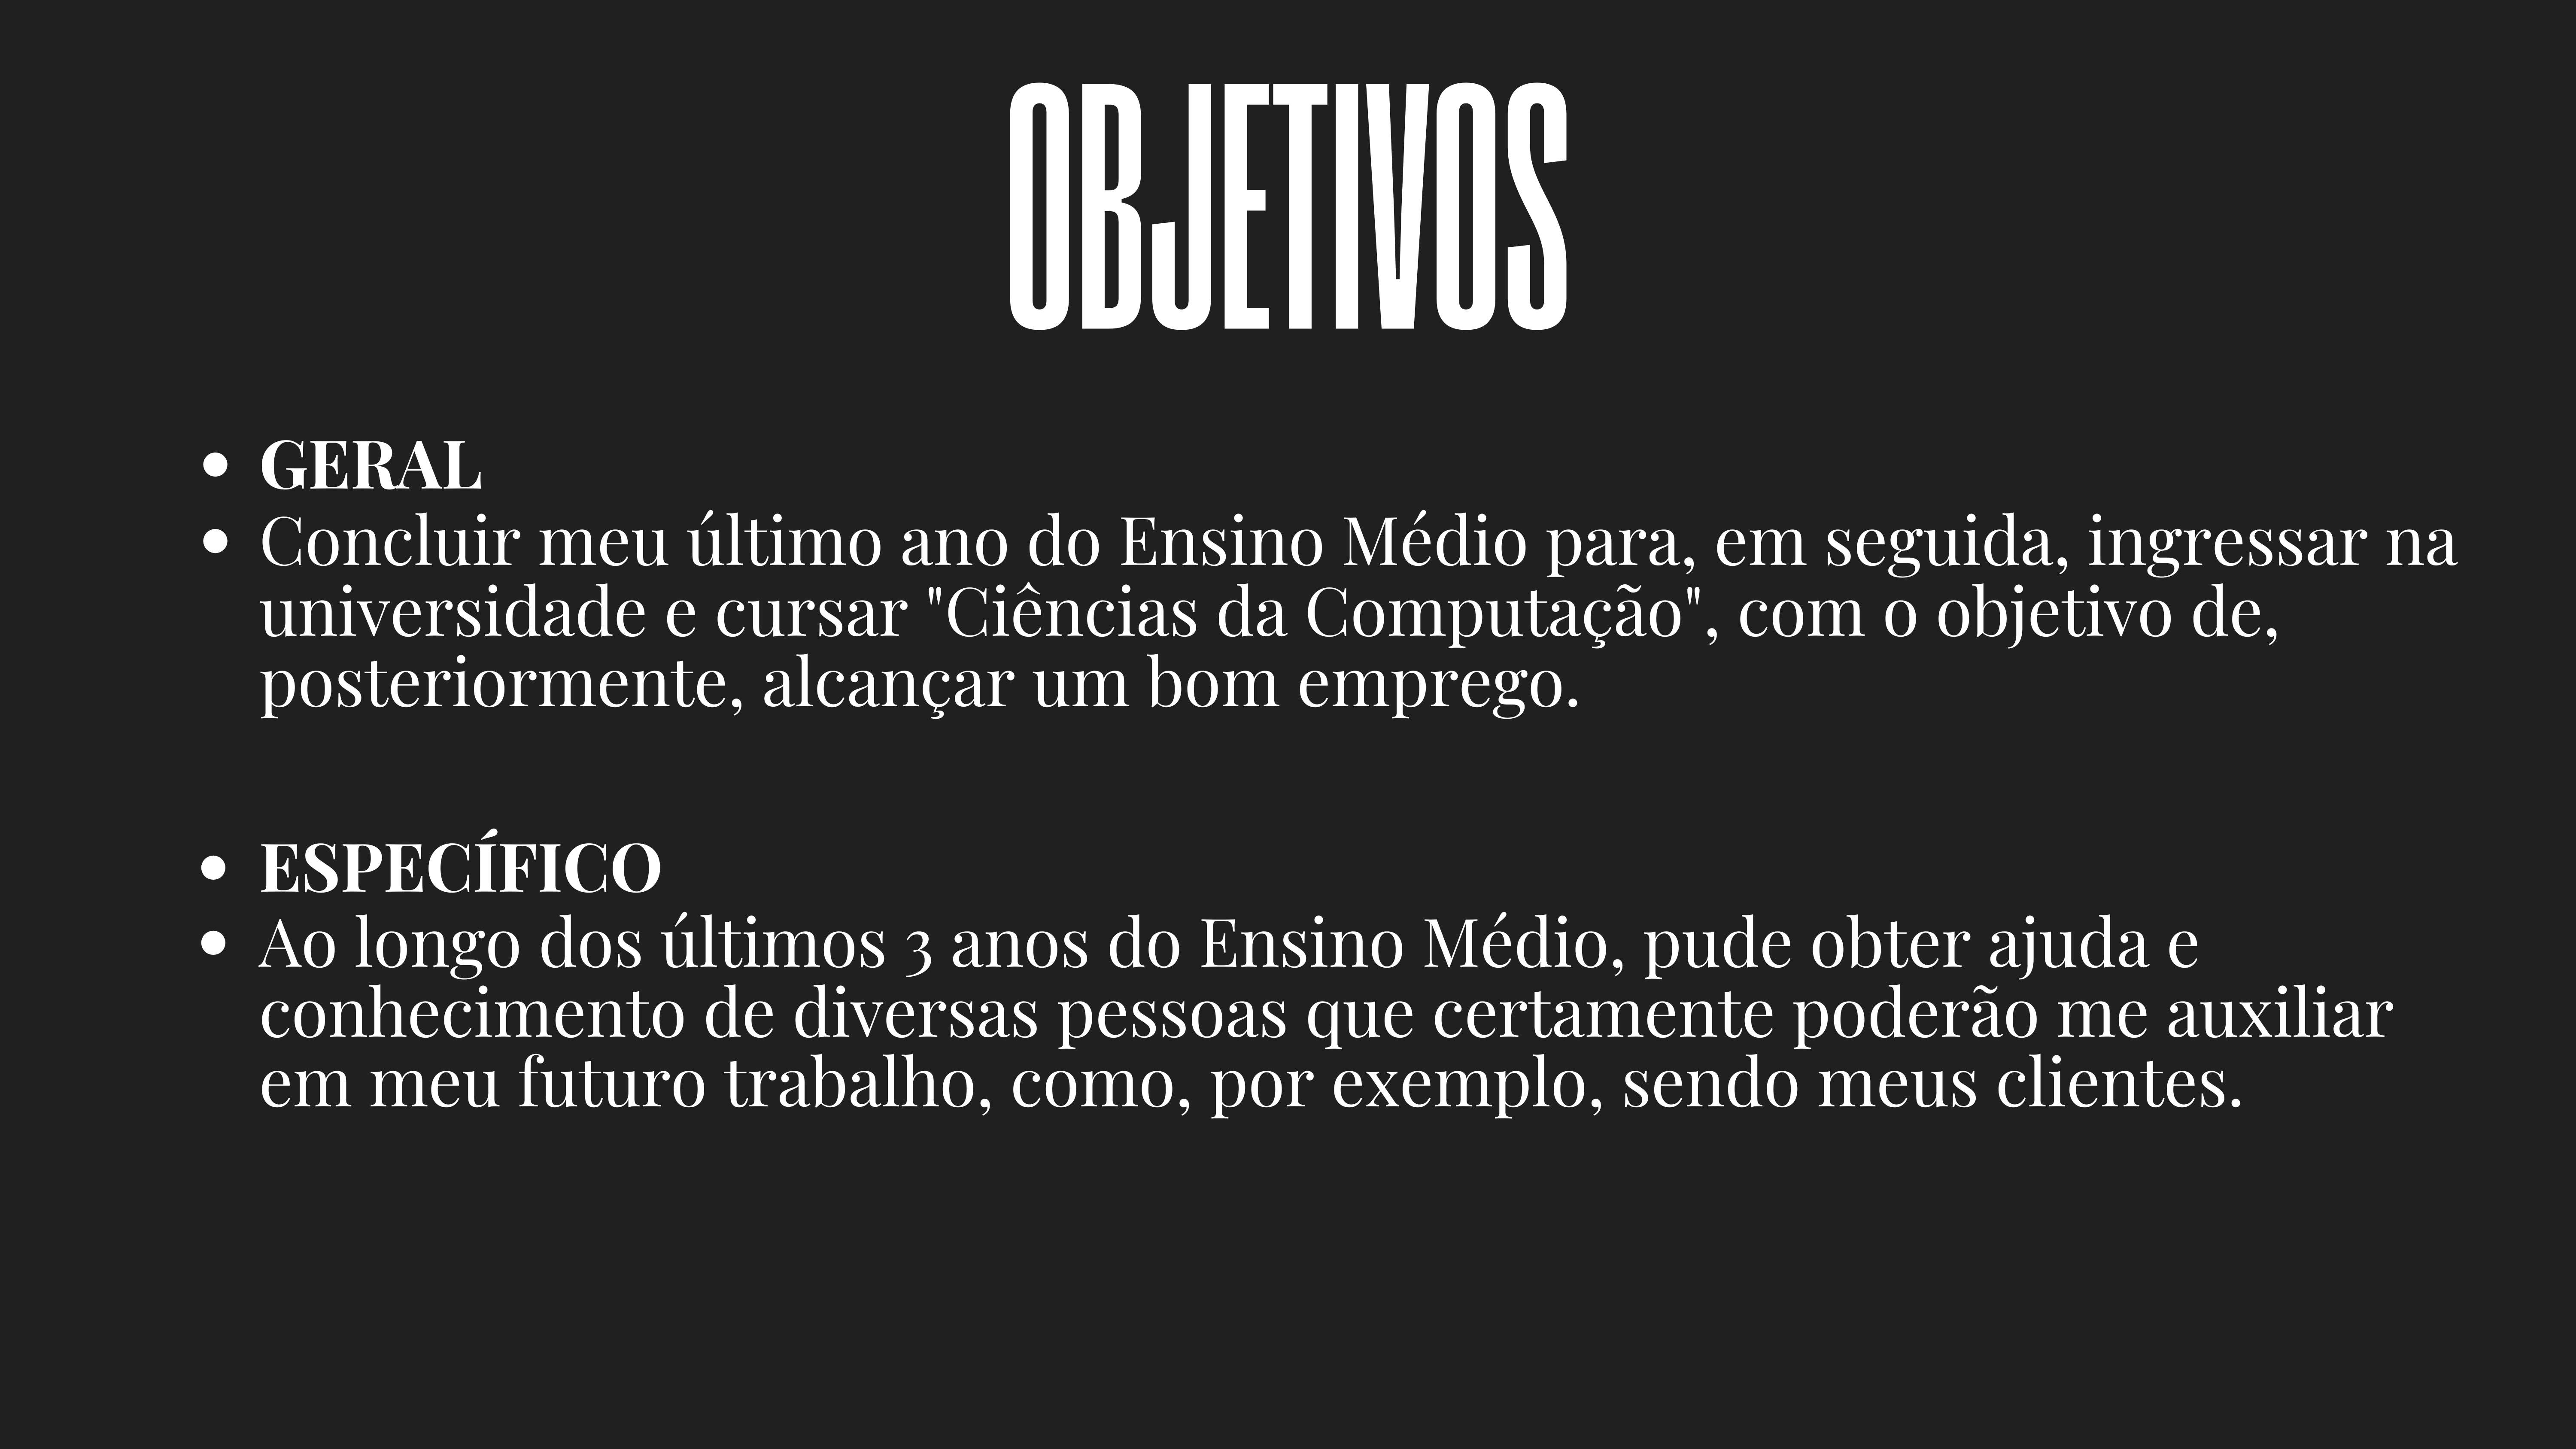 OBJETIVOS
• GERAL
• Concluir meu último ano do Ensino Médio para, em seguida, ingressar na
universidade e cursar "Ciências da Computação", com o objetivo de,
posteriormente, alcançar um bom emprego.
• ESPECÍFICO
• Ao longo dos últimos 3 anos do Ensino Médio, pude obter ajuda e
conhecimento de diversas pessoas que certamente poderão me auxiliar
em meu futuro trabalho, como, por exemplo, sendo meus clientes.